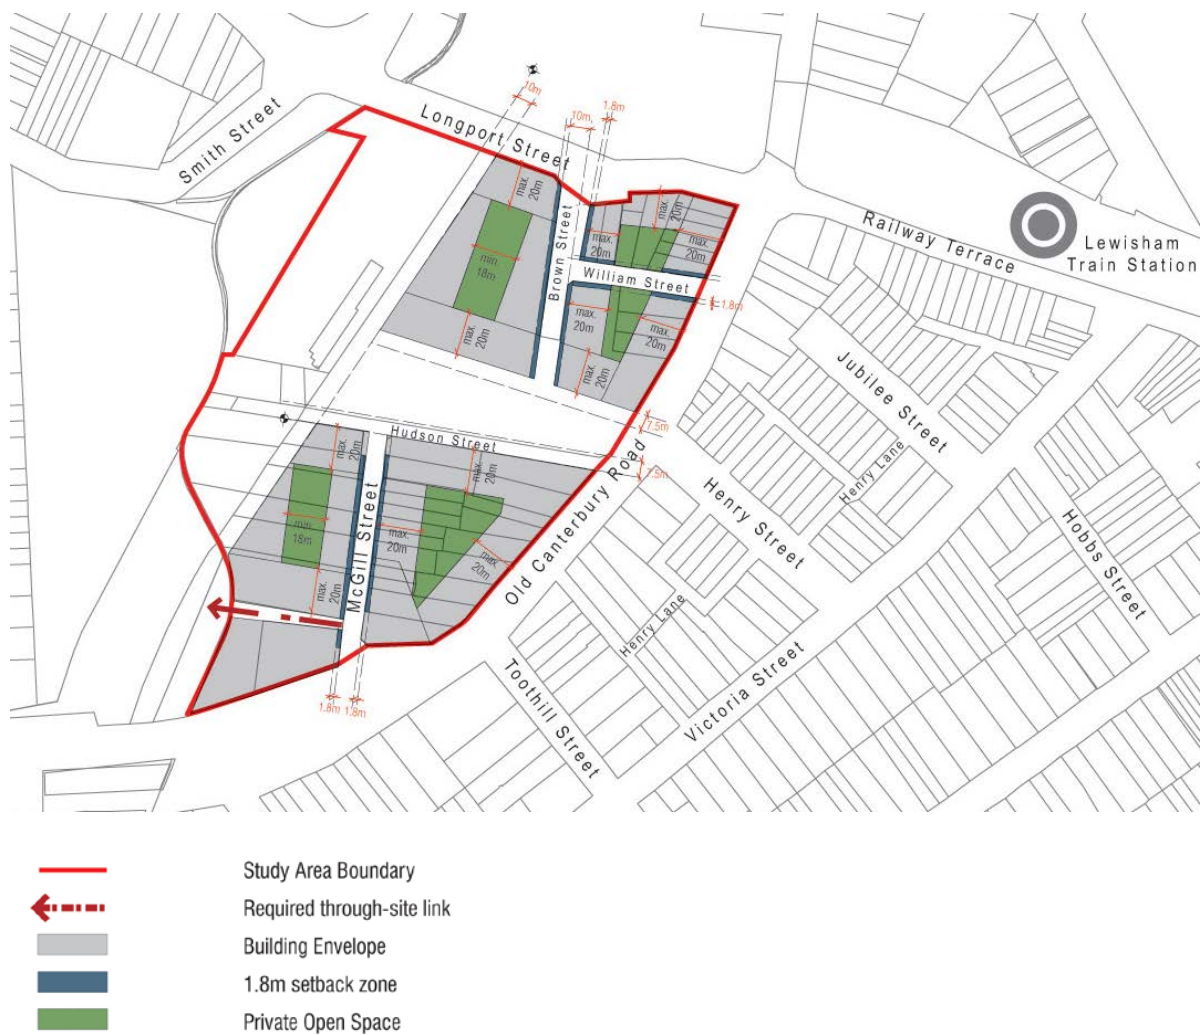 10m
1.8m
10m,
Longport Street
Smith Street
max.
20m
max.
20m
Railway Terrace
Lewisham
Train Station
Brown Street
min.
18m
max.
20m
max.
20m
William Street
1.8m
max.
20m
max.
20m
max.
20m
max.
20m
Jubilee Street
7.5m
Hudson Street
7.5m
max.
20m
max.
20m
Old Canterbury Road
Henry Lane
Henry Street
Hobbs Street
min.
18m
McGill Street
max.
20m
max.
20m
max.
20m
Henry Lane
Toothill Street
Victoria Street
1.8m
1.8m
Study Area Boundary
Required through-site link
Building Envelope
1.8m setback zone
Private Open Space